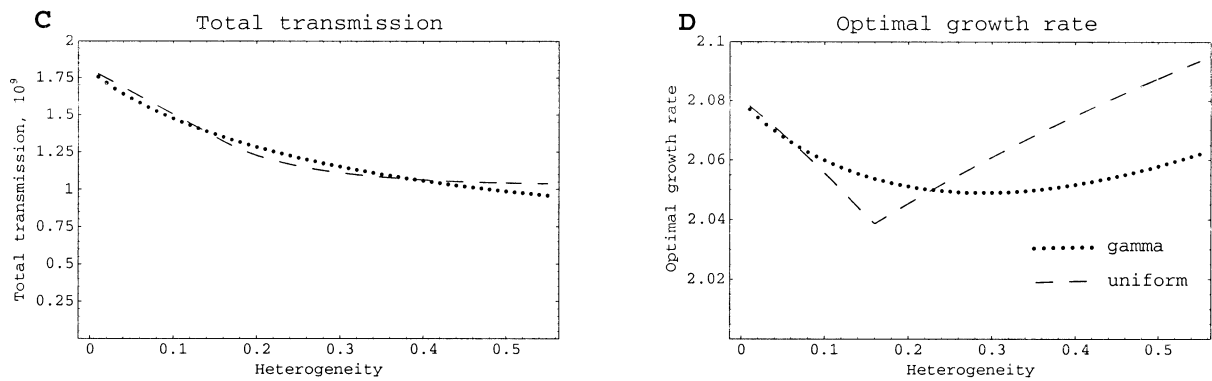 C
Total transmission
Total transmission, 10^9
2
1.75
1.5
1.25
1
0.75
0.5
0.25
0 0.1 0.2 0.3 0.4 0.5
Heterogeneity
D
Optimal growth rate
Optimal growth rate
2.1
2.08
2.06
2.04
2.02
gamma
uniform
0 0.1 0.2 0.3 0.4 0.5
Heterogeneity